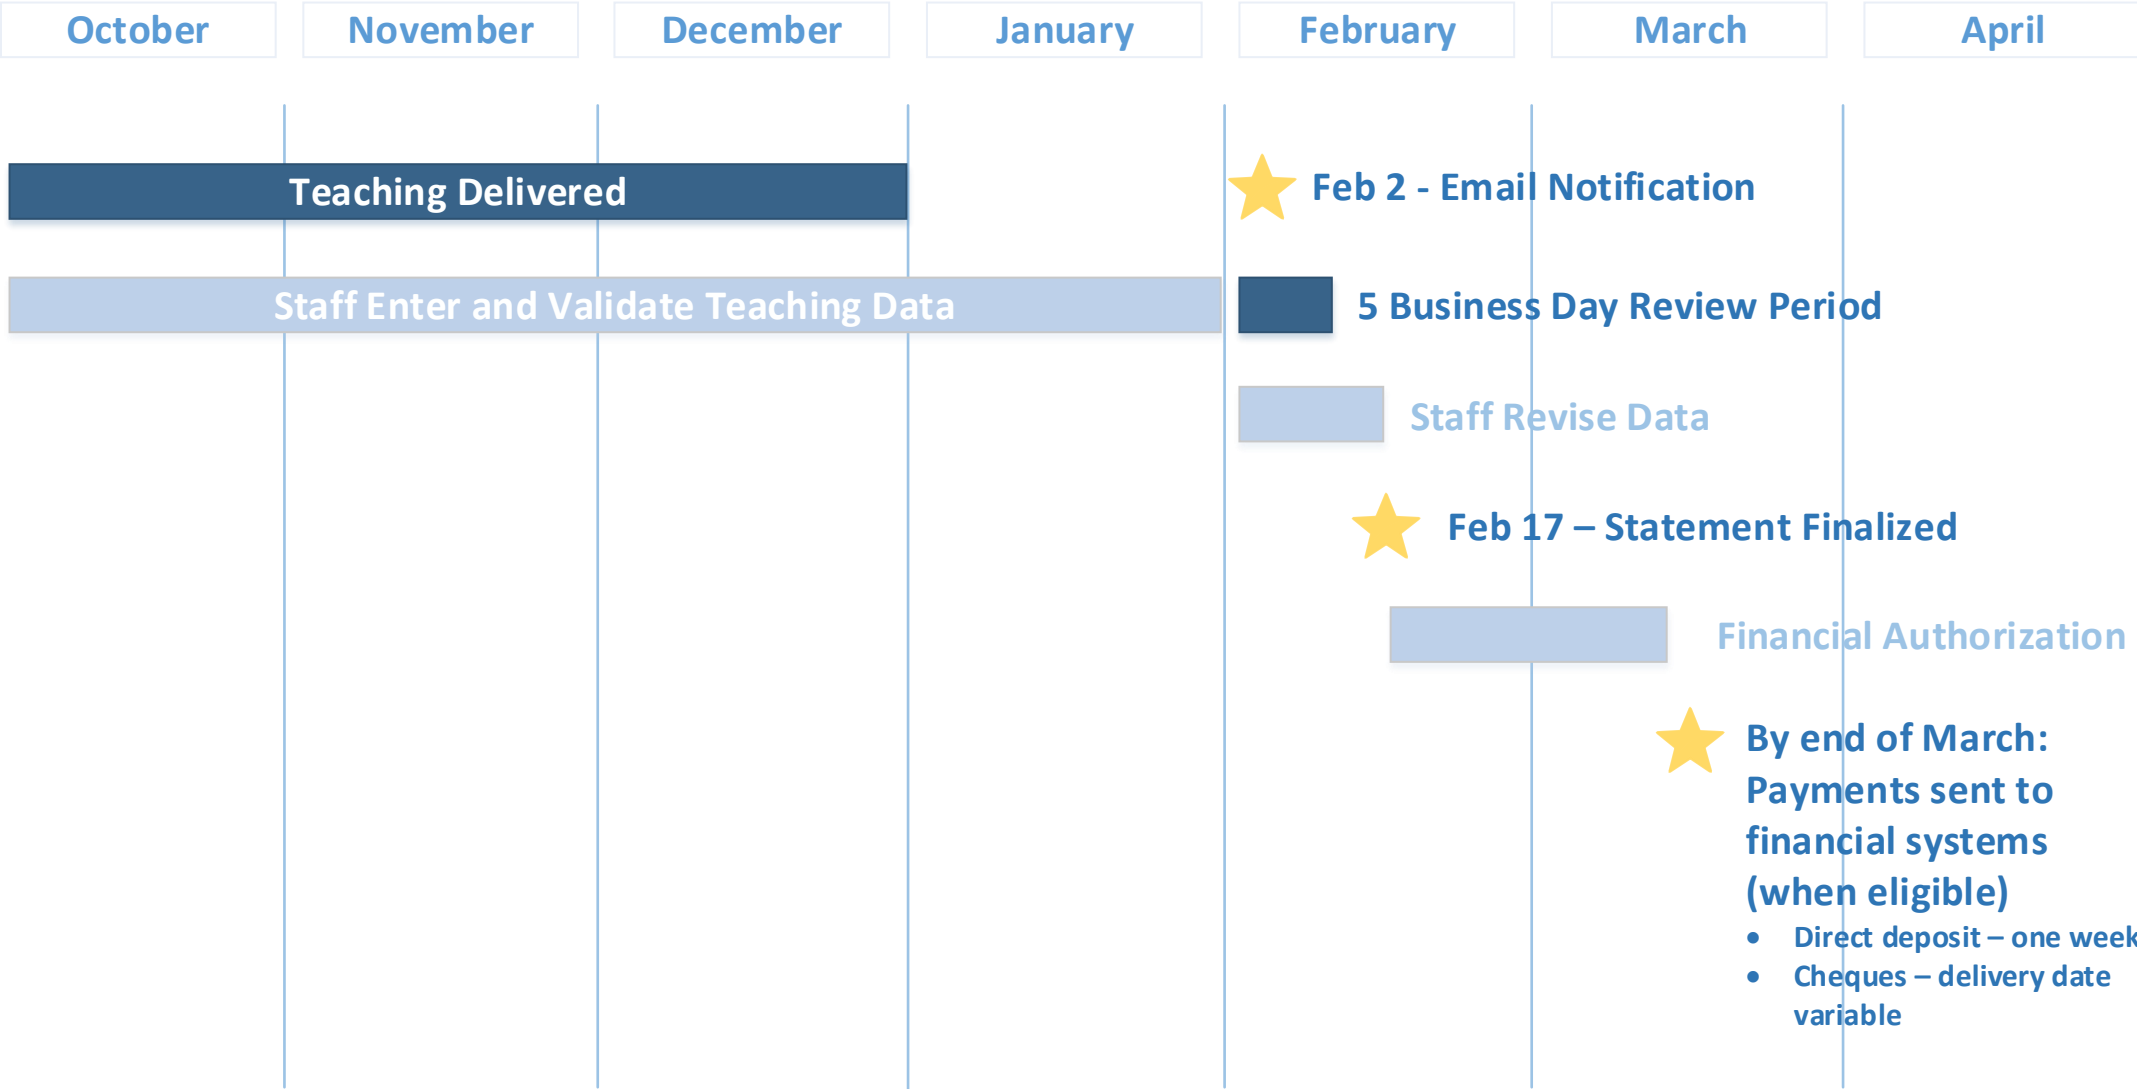 October
November
December
January
February
March
April
Teaching Delivered
Feb 2 - Email Notification
Staff Enter and Validate Teaching Data
5 Business Day Review Period
Staff Revise Data
Feb 17 – Statement Finalized
Financial Authorization
By end of March:
Payments sent to
financial systems
(when eligible)
• Direct deposit – one week
• Cheques – delivery date
variable